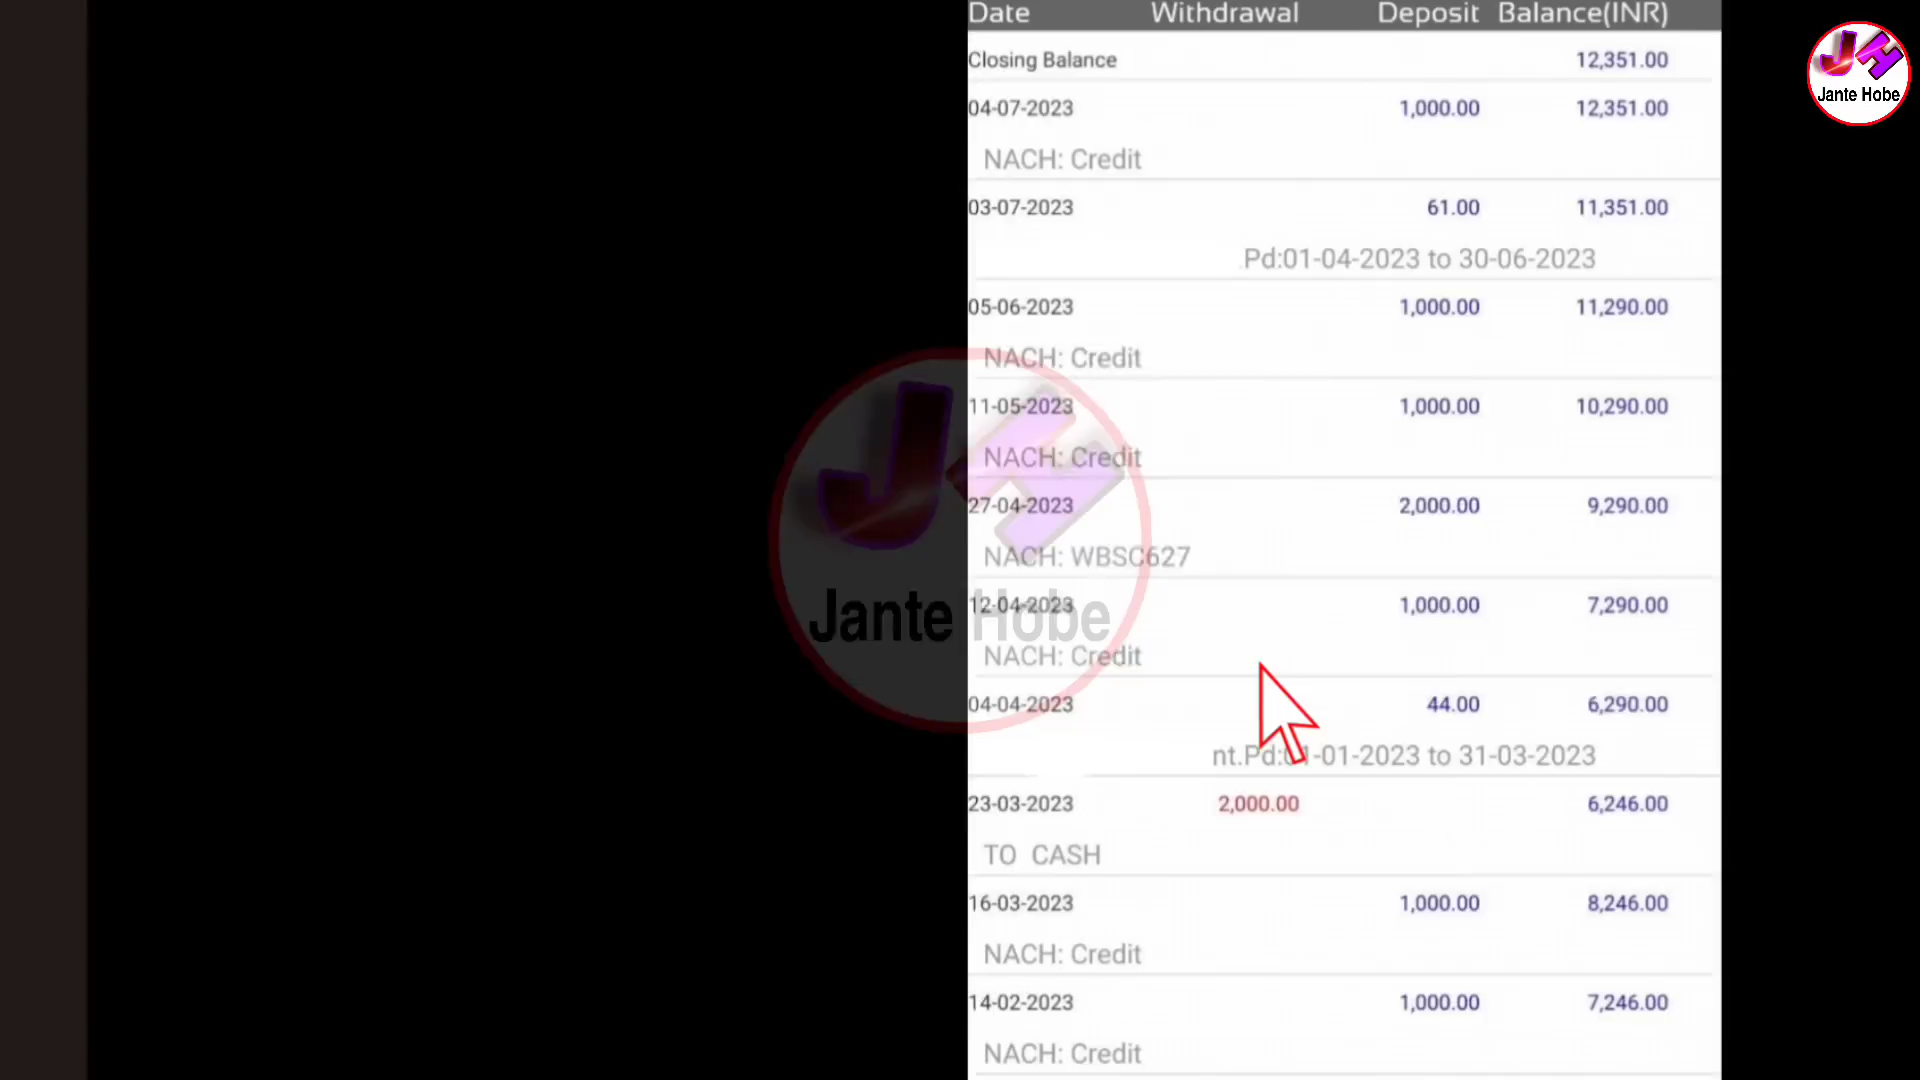 Date Withdrawal Deposit Balance(INR)
Closing Balance 12,351.00
04-07-2023 1,000.00 12,351.00
NACH: Credit
03-07-2023 61.00 11,351.00
.Pd:01-04-2023 to 30-06-2023
05-06-2023 1,000.00 11,290.00
NACH: Credit
11-05-2023 1,000.00 10,290.00
NACH: Credit
27-04-2023 2,000.00 9,290.00
NACH: WBSC627
12-04-2023 1,000.00 7,290.00
NACH: Credit
04-04-2023 44.00 6,290.00
nt.Pd:01-01-2023 to 31-03-2023
23-03-2023 2,000.00 6,246.00
TO CASH
16-03-2023 1,000.00 8,246.00
NACH: Credit
14-02-2023 1,000.00 7,246.00
NACH: Credit
JH
Jante Hobe
JH
Jante Hobe